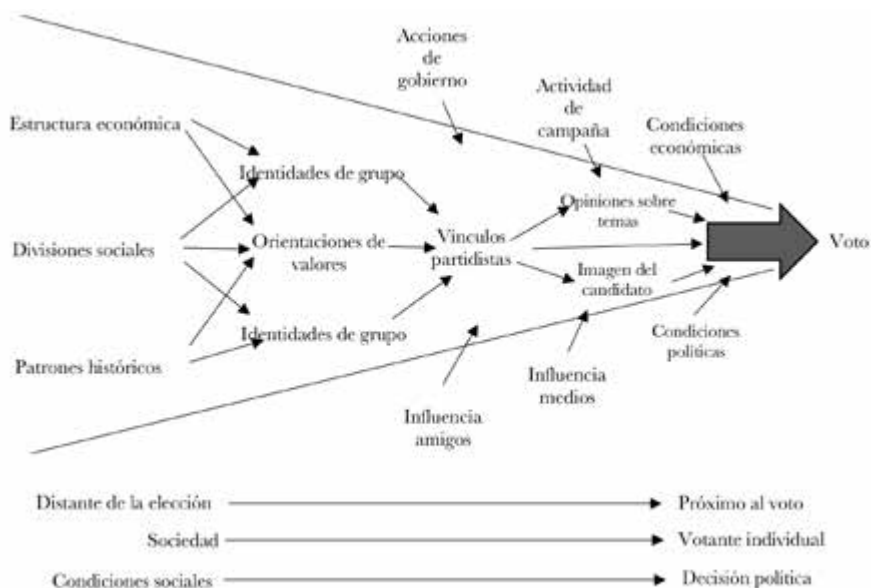 Acciones
de
gobierno
Actividad
de
campaña
Condiciones
económicas
Estructura económica
Identidades de grupo
Opiniones sobre
temas
Divisiones sociales
Orientaciones de
valores
Vínculos
partidistas
Voto
Imagen del
candidato
Identidades de grupo
Condiciones
políticas
Patrones históricos
Influencia
medios
Influencia
amigos
Distante de la elección
Próximo al voto
Sociedad
Votante individual
Condiciones sociales
Decisión política